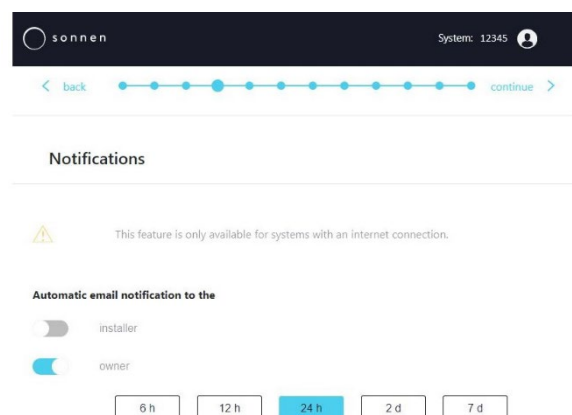 sonnen
System: 12345
back
continue
Notifications
This feature is only available for systems with an internet connection.
Automatic email notification to the
installer
owner
6 h 12 h 24 h 2 d 7 d